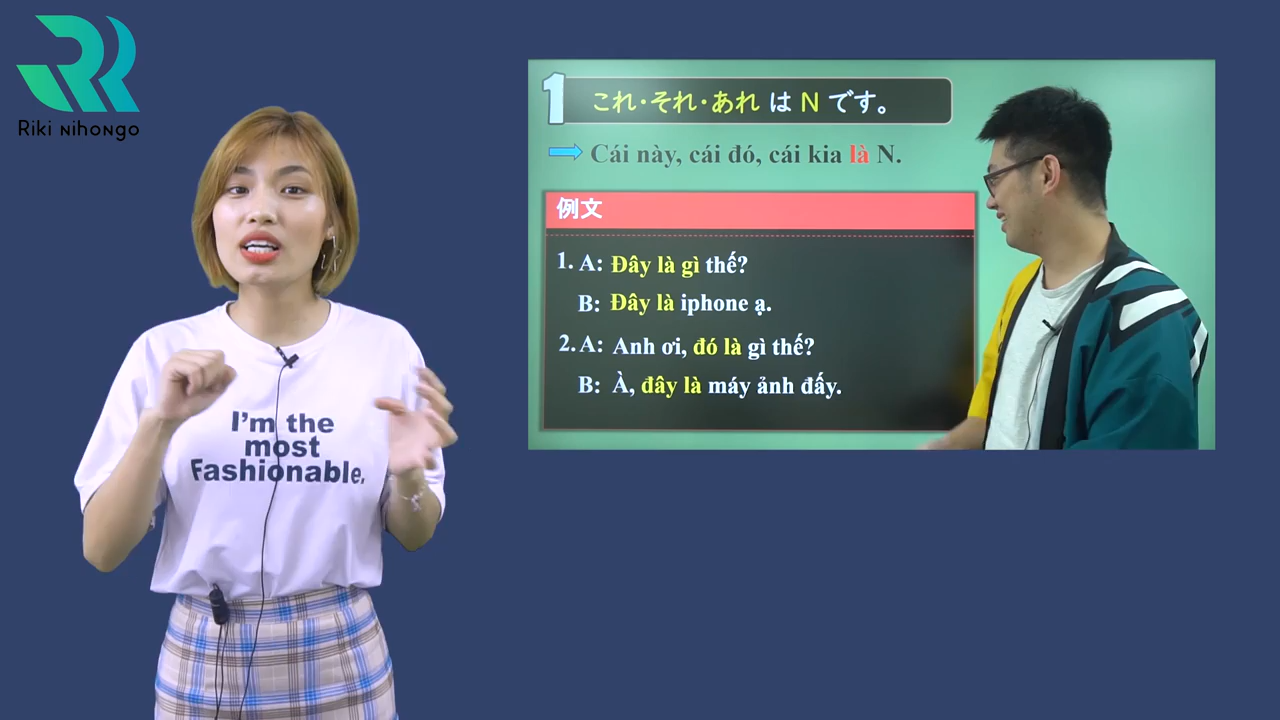 Riki Nihongo
I'm the
most
Fashionable.
1 これ・それ・あれ は N です。
Cái này, cái đó, cái kia là N.
例文
1. A: Đây là gì thế?
B: Đây là iphone ạ.
2. A: Anh ơi, đó là gì thế?
B: À, đây là máy ảnh đấy.